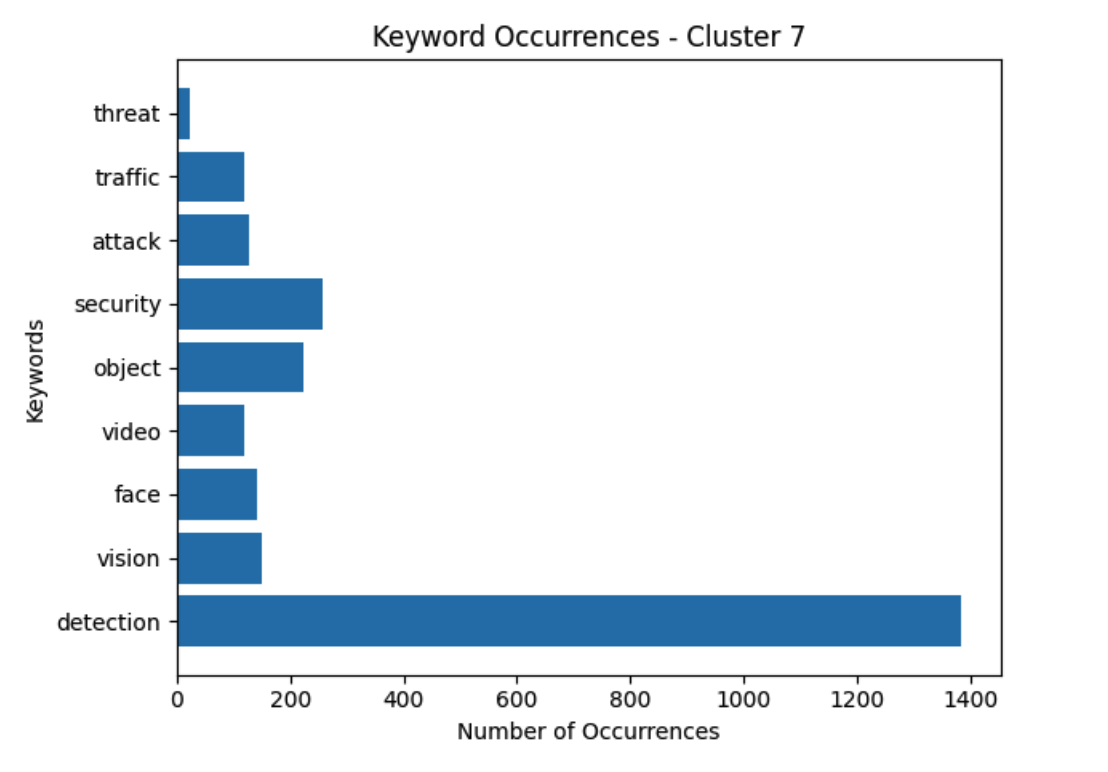 Keyword Occurrences - Cluster 7
threat
traffic
attack
security
object
video
face
vision
detection
Keywords
0 200 400 600 800 1000 1200 1400
Number of Occurrences